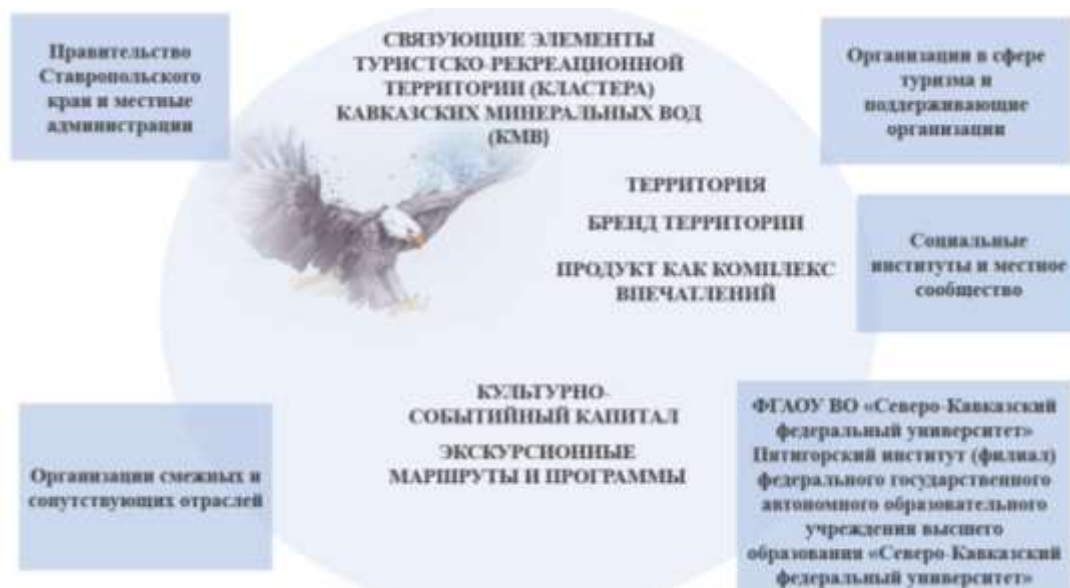 Правительство
Ставропольского
края и местные
администрации
СВЯЗУЮЩИЕ ЭЛЕМЕНТЫ
ТУРИСТСКО-РЕКРЕАЦИОННОЙ
ТЕРРИТОРИИ (КЛАСТЕРА)
КАВКАЗСКИХ МИНЕРАЛЬНЫХ ВОД
(КМВ)
Организации в сфере
туризма и
поддерживающие
организации
ТЕРРИТОРИЯ
БРЕНД ТЕРРИТОРИИ
ПРОДУКТ КАК КОМПЛЕКС
ВПЕЧАТЛЕНИЙ
Социальные
институты и местное
сообщество
КУЛЬТУРНО-
СОБЫТИЙНЫЙ КАПИТАЛ
ЭКСКУРСИОННЫЕ
МАРШРУТЫ И ПРОГРАММЫ
Организации смежных и
сопутствующих отраслей
ФГАОУ ВО «Северо-Кавказский
федеральный университет»
Пятигорский институт (филиал)
федерального государственного
автономного образовательного
учреждения высшего
образования «Северо-Кавказский
федеральный университет»